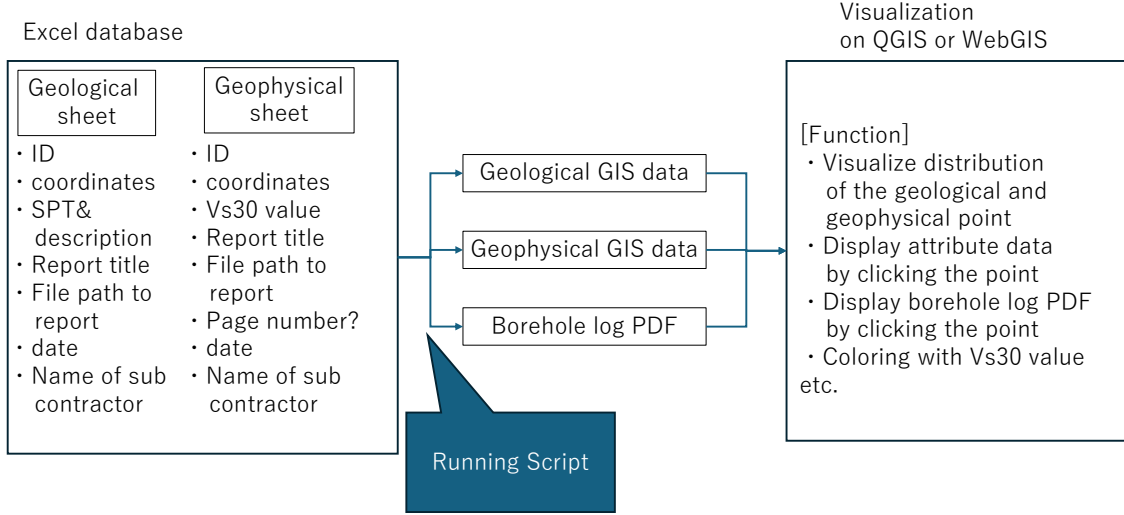 Excel database
Geological
sheet
・ID
・coordinates
・SPT&
description
・Report title
・File path to
report
・date
・Name of sub
contractor
Geophysical
sheet
・ID
・coordinates
・Vs30 value
・Report title
・File path to
report
・Page number?
・date
・Name of sub
contractor
Running Script
Geological GIS data
Geophysical GIS data
Borehole log PDF
Visualization
on QGIS or WebGIS
[Function]
・Visualize distribution
of the geological and
geophysical point
・Display attribute data
by clicking the point
・Display borehole log PDF
by clicking the point
・Coloring with Vs30 value
etc.